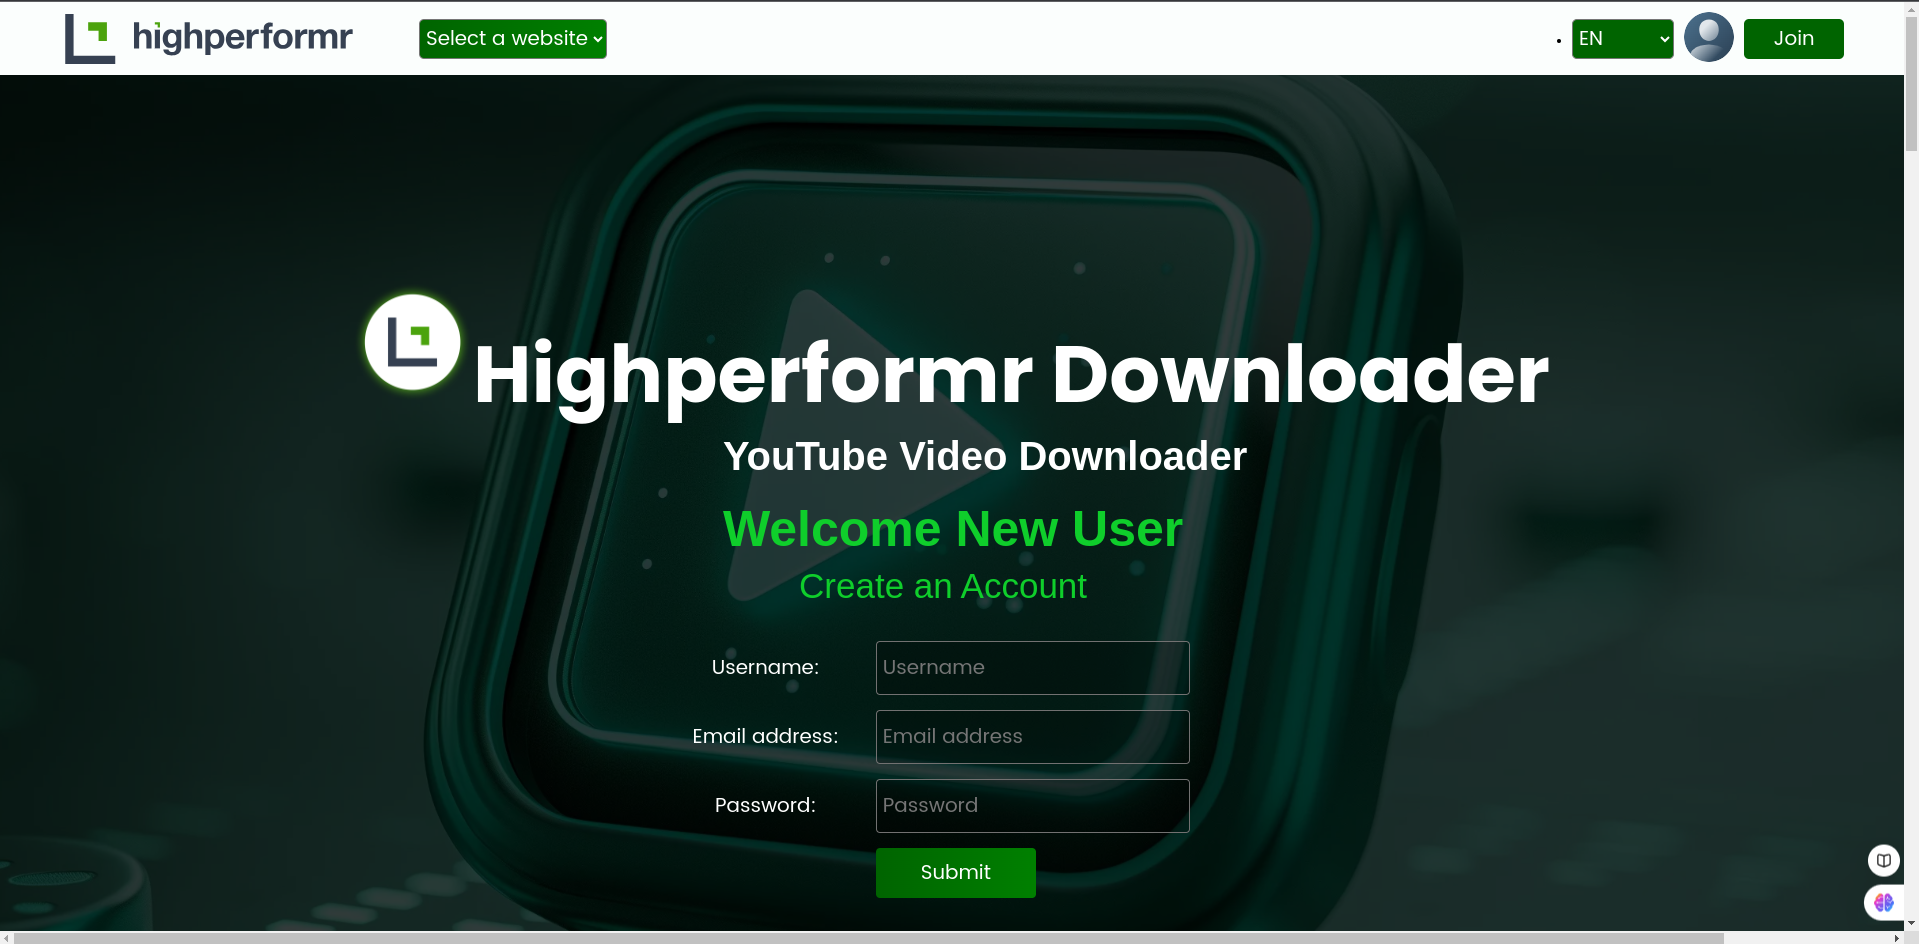 highperformr
Select a website
EN
Join
Highperformr Downloader
YouTube Video Downloader
Welcome New User
Create an Account
Username:
Username
Email address:
Email address
Password:
Password
Submit